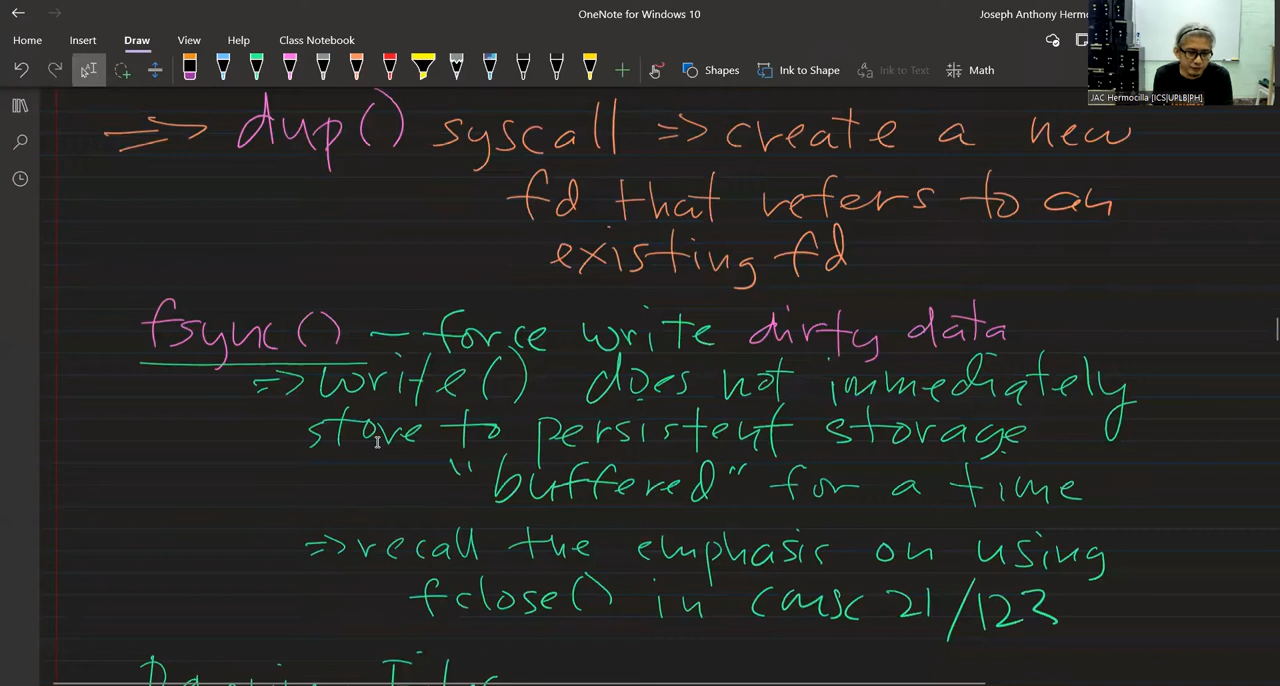 OneNote for Windows 10
Joseph Anthony Hermo
Home Insert Draw View Help Class Notebook
Shapes Ink to Shape Ink to Text Math
JAC Hermocilla [ICS|UPLB|PH]
=> dup() syscall => create a new
fd that refers to an
existing fd
fsync() - force write dirty data
=> write() does not immediately
store to persistent storage
"buffered" for a time
=> recall the emphasis on using
fclose() in CMSC 21/123